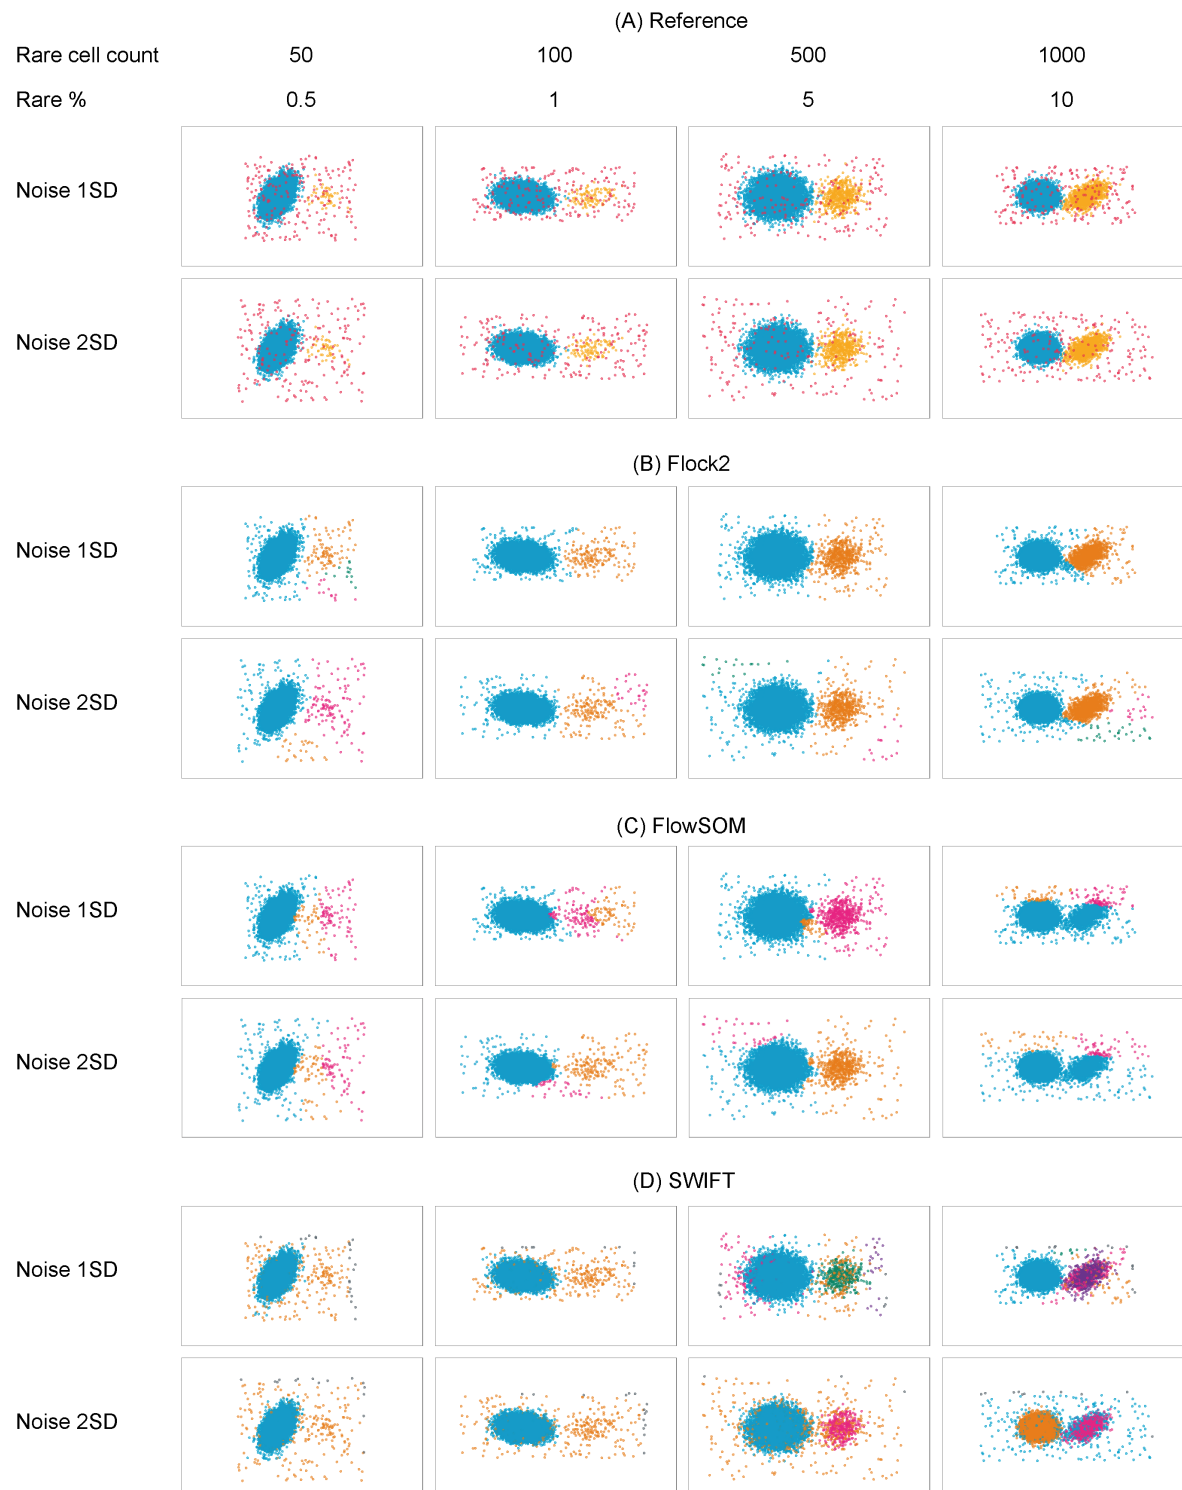 (A) Reference
Rare cell count 50 100 500 1000
Rare % 0.5 1 5 10
Noise 1SD
Noise 2SD
(B) Flock2
Noise 1SD
Noise 2SD
(C) FlowSOM
Noise 1SD
Noise 2SD
(D) SWIFT
Noise 1SD
Noise 2SD